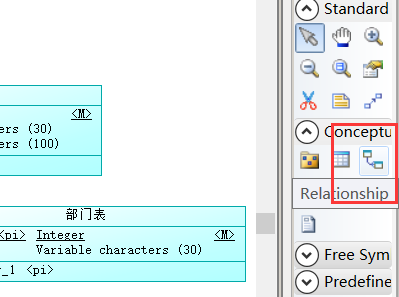 Standard
<M>
ers (30)
ers (100)
Conceptu
Relationship
部门表
<pi> Integer <M>
Variable characters (30)
_1 <pi>
Free Sym
Predefine